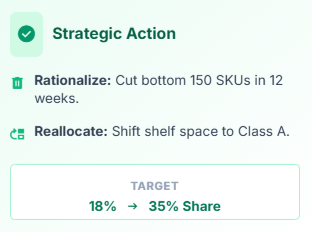 Strategic Action
Rationalize: Cut bottom 150 SKUs in 12
weeks.
Reallocate: Shift shelf space to Class A.
TARGET
18% → 35% Share